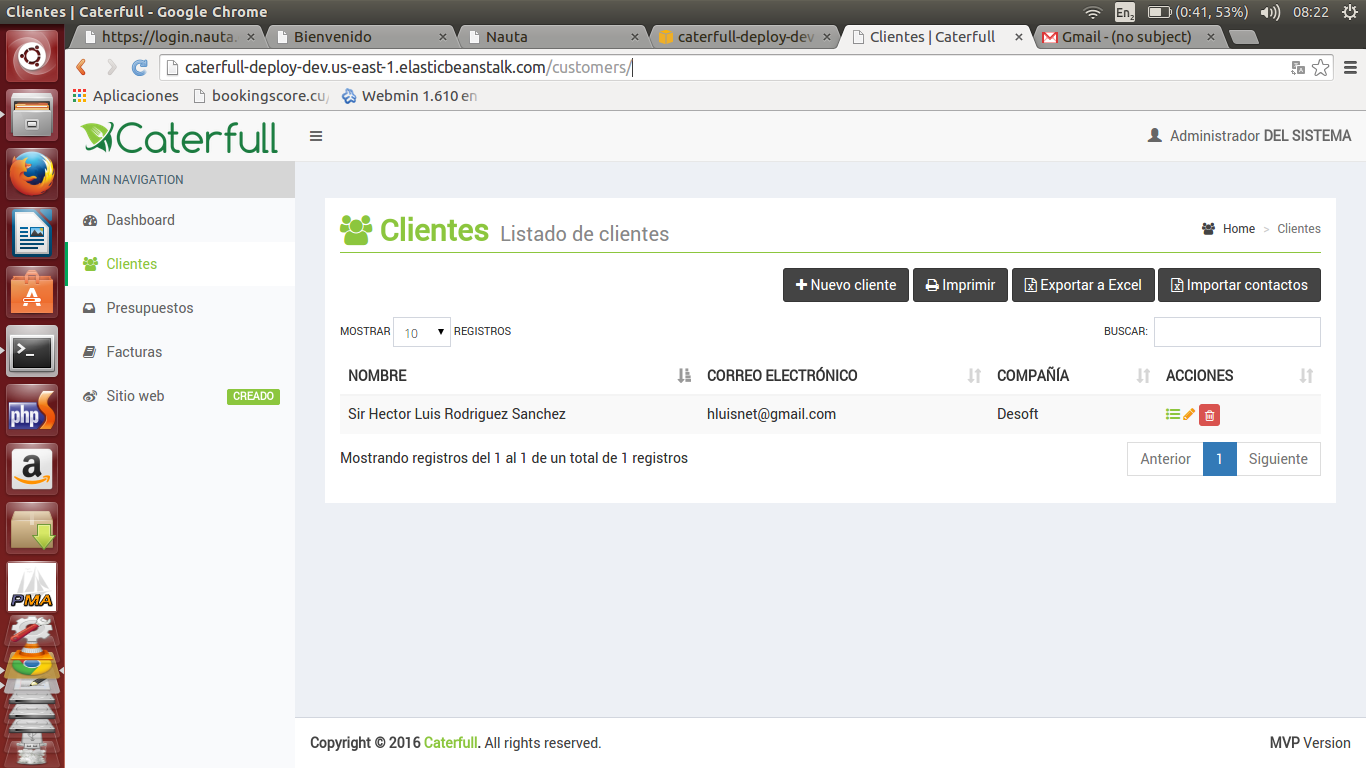 Clientes | Caterfull - Google Chrome
En2 (0:41, 53%) 08:22
https://login.nauta. Bienvenido Nauta caterfull-deploy-dev Clientes | Caterfull Gmail - (no subject)
caterfull-deploy-dev.us-east-1.elasticbeanstalk.com/customers/
Aplicaciones bookingscore.cu/ Webmin 1.610 en
Caterfull Administrador DEL SISTEMA
MAIN NAVIGATION
Dashboard
Clientes
Presupuestos
Facturas
Sitio web CREADO
Clientes Listado de clientes Home > Clientes
Nuevo cliente Imprimir Exportar a Excel Importar contactos
MOSTRAR 10 REGISTROS BUSCAR:
NOMBRE CORREO ELECTRÓNICO COMPAÑÍA ACCIONES
Sir Hector Luis Rodriguez Sanchez hluisnet@gmail.com Desoft
Mostrando registros del 1 al 1 de un total de 1 registros Anterior 1 Siguiente
php S
a
PMA
Copyright © 2016 Caterfull. All rights reserved. MVP Version